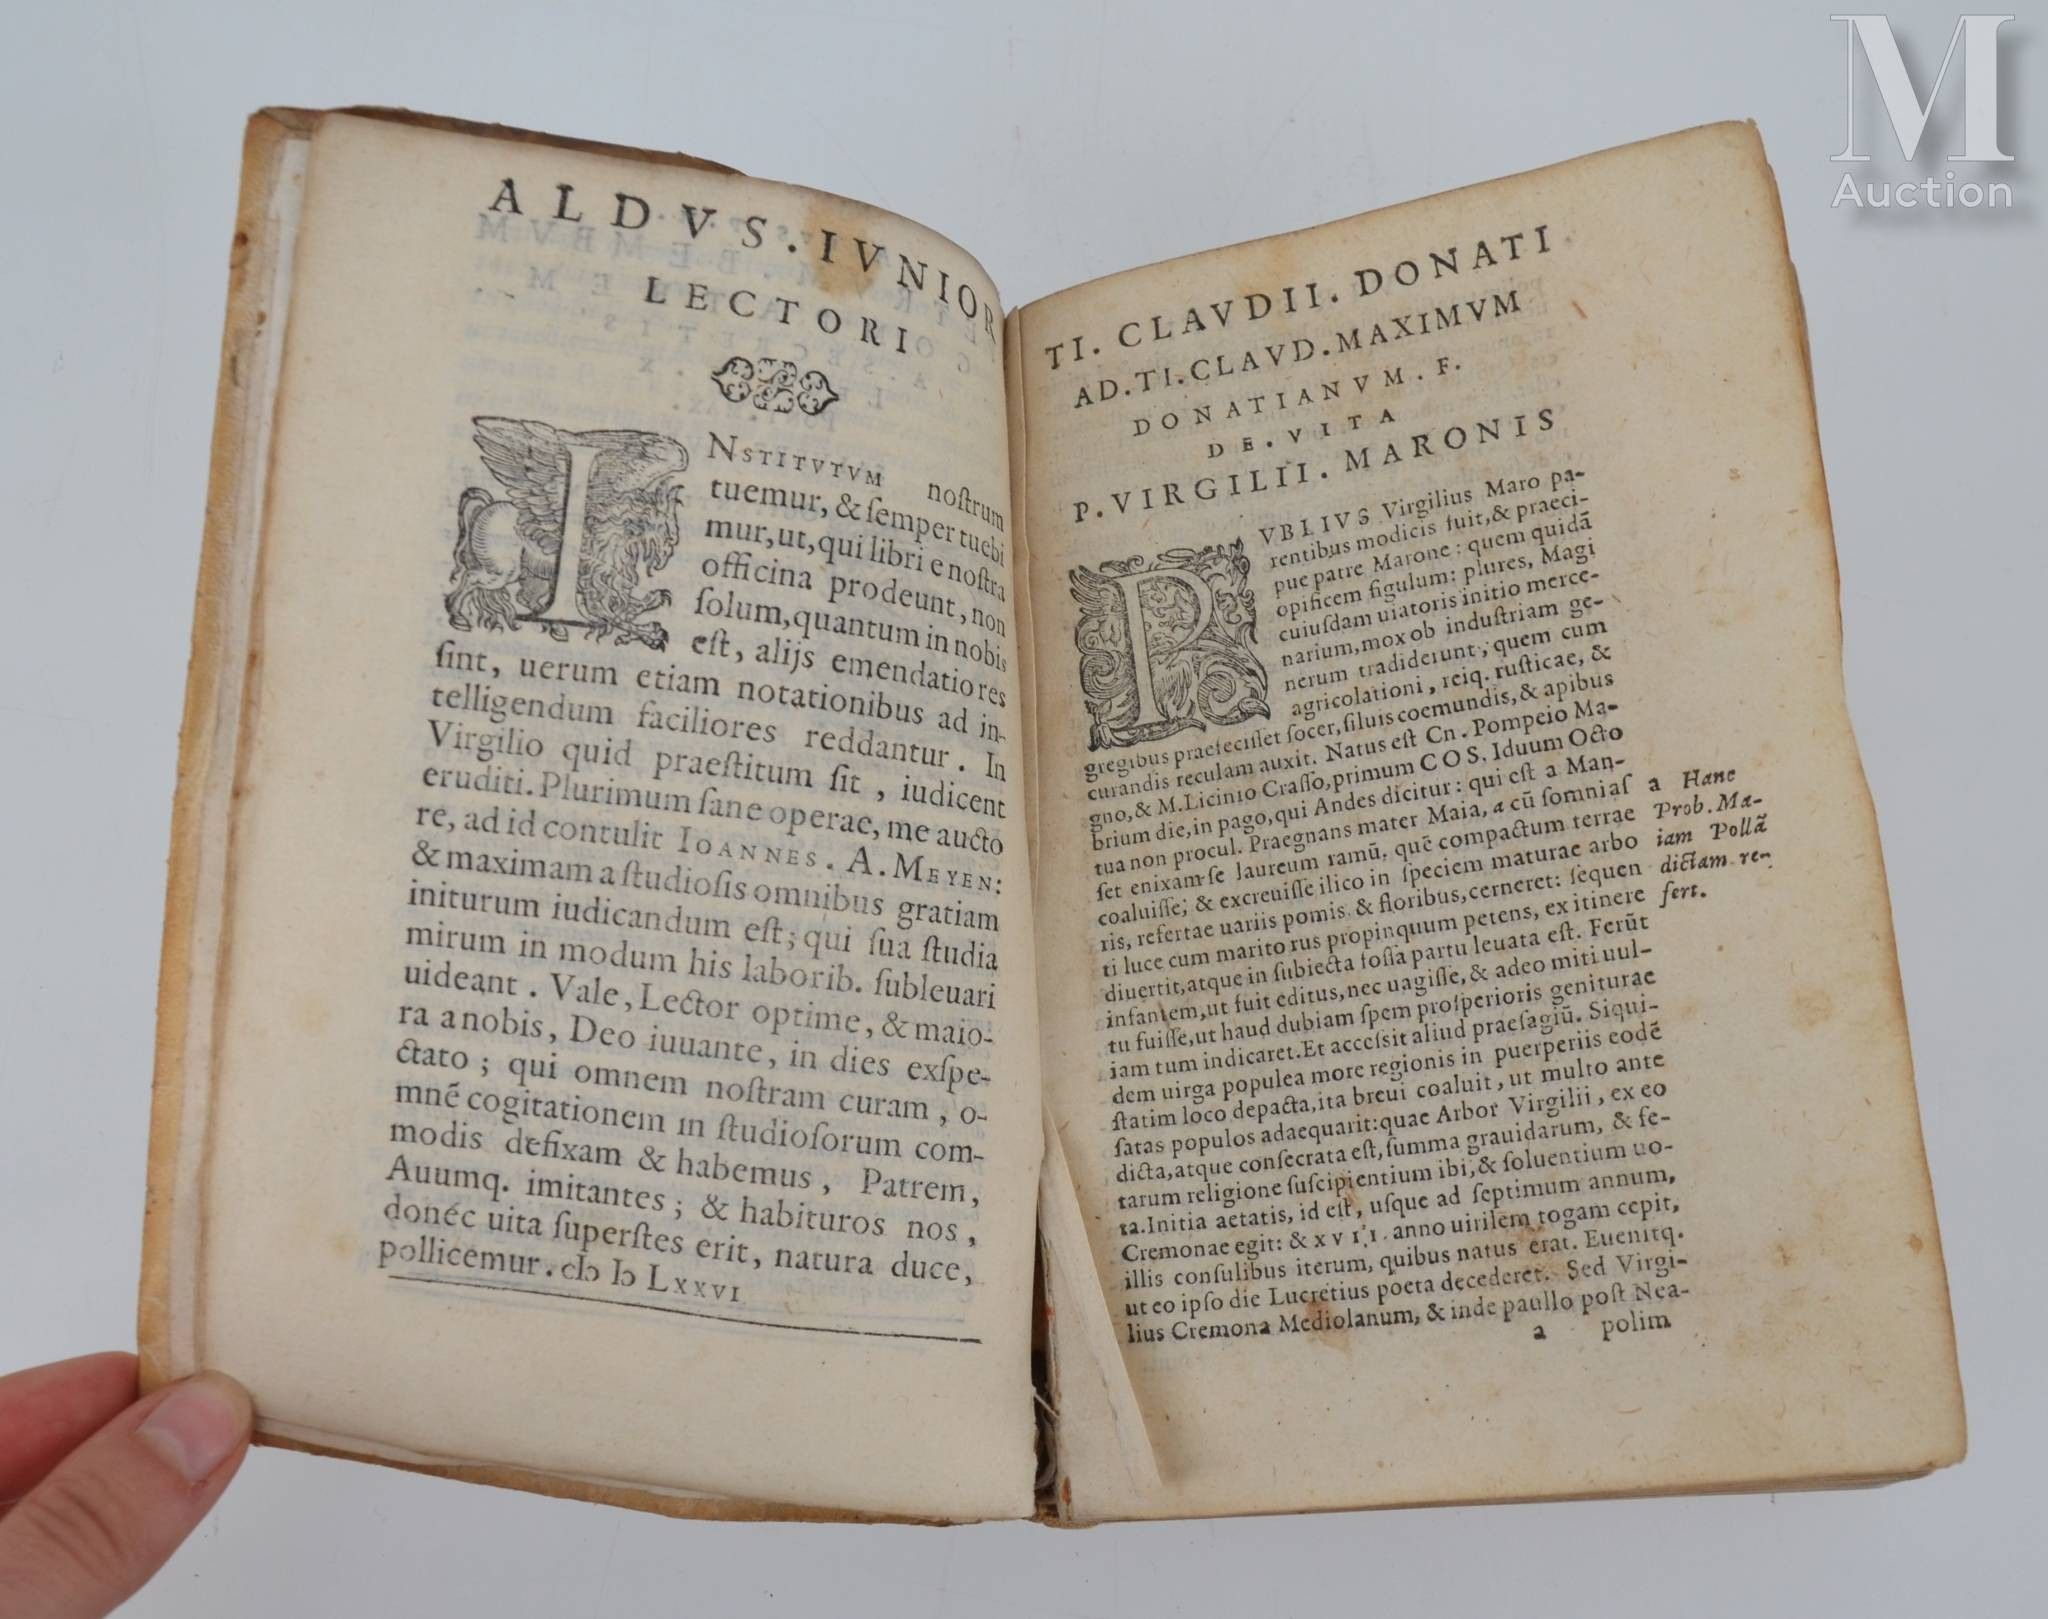 ALDVS. IVNIOR
LECTORI
INSTITVTVM noſtrum
tuemur, & ſemper tuebi
mur, ut, qui libri e noſtra
officina prodeunt, non
ſolum, quantum in nobis
eſt, alijs emendatiores
ſint, uerum etiam notationibus ad in-
telligendum faciliores reddantur. In
Virgilio quid praeſtitum ſit, iudicent
eruditi. Plurimum ſane operae, me aucto
re, ad id contulit IOANNES. A. MEYEN:
& maximam a ſtudioſis omnibus gratiam
initurum iudicandum eſt; qui ſua ſtudia
mirum in modum his laborib. ſubleuari
uideant. Vale, Lector optime, & maio-
ra a nobis, Deo iuuante, in dies exſpe-
ctato; qui omnem noſtram curam, o-
mnē cogitationem in ſtudioſorum com-
modis defixam & habemus, Patrem,
Auumq. imitantes; & habituros nos,
donéc uita ſuperſtes erit, natura duce,
pollicemur. cIↄ Iↄ LXXVI
TI. CLAVDII. DONATI
AD. TI. CLAVD. MAXIMVM
DONATIANVM. F.
DE. VITA
P. VIRGILII. MARONIS
PVBLIVS Virgilius Maro pa-
rentibus modicis fuit, & praeci-
pue patre Marone: quem quidā
opificem figulum: plures, Magi
cuiuſdam uiatoris initio merce-
narium, mox ob induſtriam ge-
nerum tradiderunt; quem cum
agricolationi, reiq. ruſticae, &
gregibus praefeciſſet ſocer, ſiluis coemundis, & apibus
curandis reculam auxit. Natus eſt Cn. Pompeio Ma-
gno, & M. Licinio Craſſo, primum COS. Iduum Octo
brium die, in pago, qui Andes dicitur: qui eſt a Man-
tua non procul. Praegnans mater Maia, a cū ſomniaſ
ſet enixam ſe laureum ramū, quē compactum terrae
coaluiſſe; & excreuiſſe ilico in ſpeciem maturae arbo
ris, refertae uariis pomis & floribus, cerneret: ſequen
ti luce cum marito rus propinquum petens, ex itinere
diuertit, atque in ſubiecta foſſa partu leuata eſt. Ferūt
infantem, ut fuit editus, nec uagiſſe, & adeo miti uul-
tu fuiſſe, ut haud dubiam ſpem proſperioris geniturae
iam tum indicaret. Et acceſsit aliud praeſagiū. Siqui-
dem uirga populea more regionis in puerperiis eodē
ſtatim loco depacta, ita breui coaluit, ut multo ante
ſatas populos adaequarit: quae Arbor Virgilii, ex eo
dicta, atque conſecrata eſt, ſumma grauidarum, & fe-
tarum religione ſuſcipientium ibi, & ſoluentium uo-
ta. Initia aetatis, id eſt, uſque ad ſeptimum annum,
Cremonae egit: & XVII. anno uirilem togam cepit,
illis conſulibus iterum, quibus natus erat. Euenitq.
ut eo ipſo die Lucretius poeta decederet. Sed Virgi-
lius Cremona Mediolanum, & inde paullo poſt Nea-
a polim
a Hanc
Prob. Ma-
iam Pollā
dictam re-
fert.
M
Auction